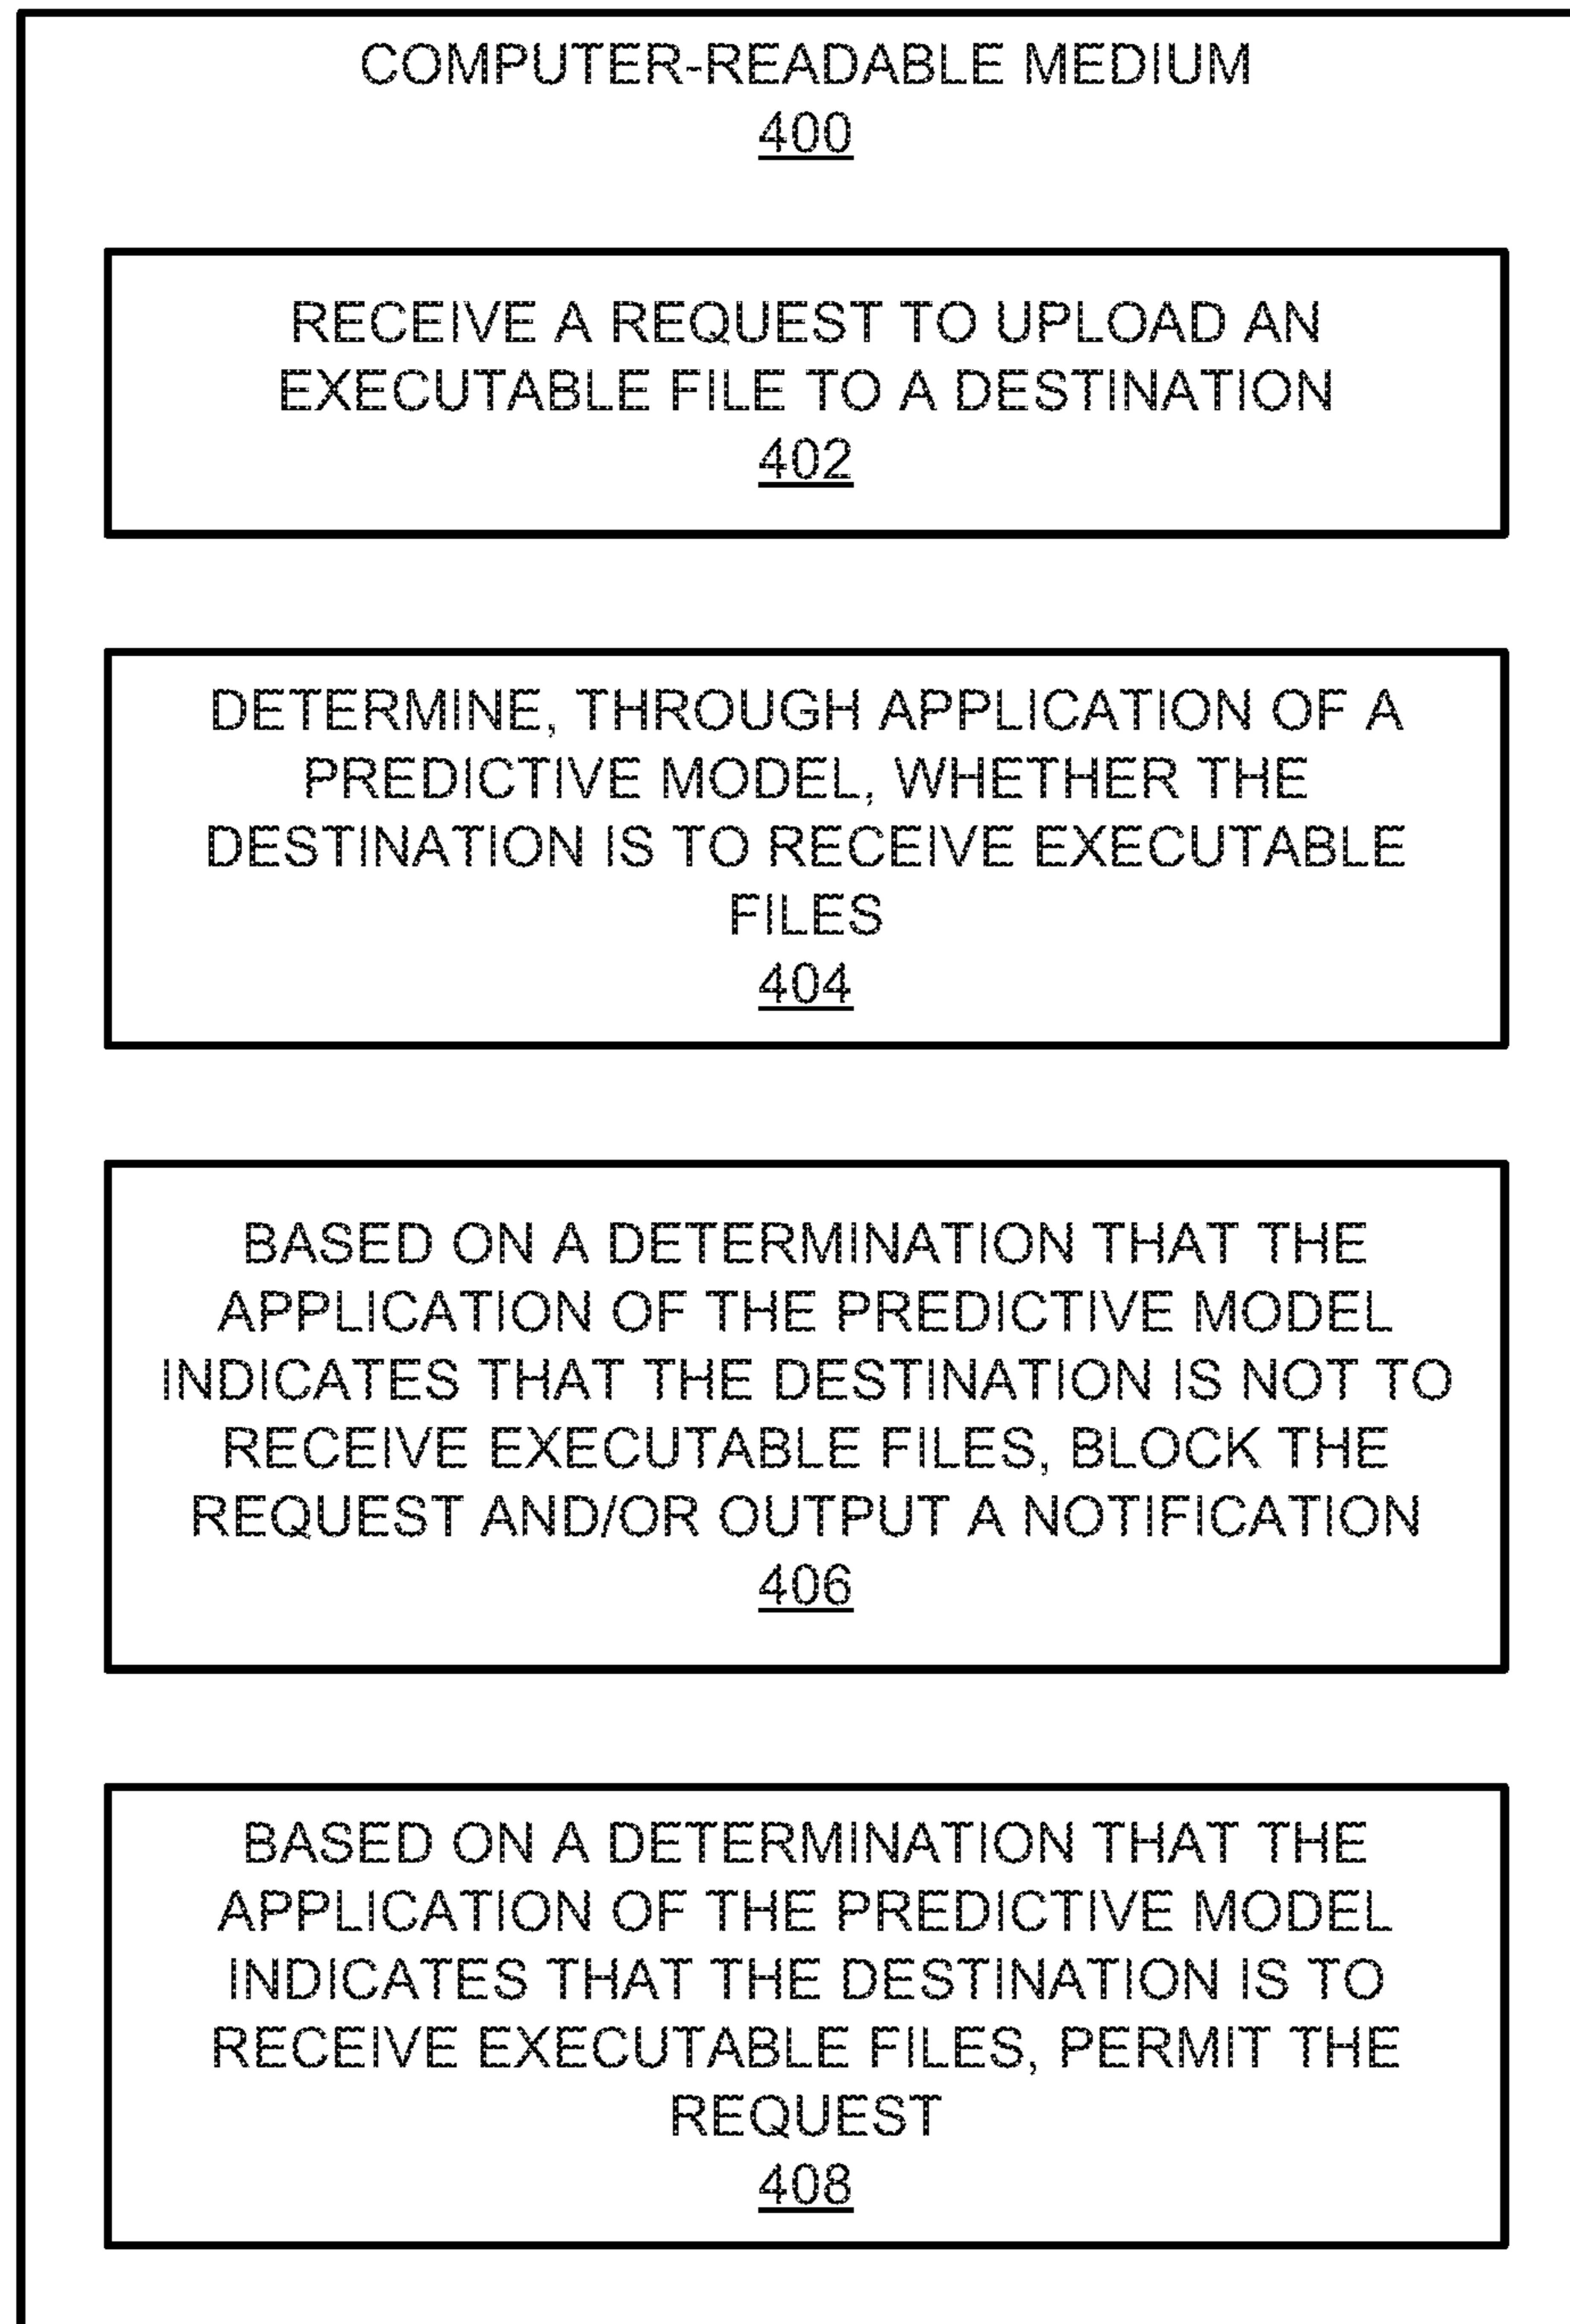 COMPUTER-READABLE MEDIUM
400
RECEIVE A REQUEST TO UPLOAD AN
EXECUTABLE FILE TO A DESTINATION
402
DETERMINE, THROUGH APPLICATION OF A
PREDICTIVE MODEL, WHETHER THE
DESTINATION IS TO RECEIVE EXECUTABLE
FILES
404
BASED ON A DETERMINATION THAT THE
APPLICATION OF THE PREDICTIVE MODEL
INDICATES THAT THE DESTINATION IS NOT TO
RECEIVE EXECUTABLE FILES, BLOCK THE
REQUEST AND/OR OUTPUT A NOTIFICATION
406
BASED ON A DETERMINATION THAT THE
APPLICATION OF THE PREDICTIVE MODEL
INDICATES THAT THE DESTINATION IS TO
RECEIVE EXECUTABLE FILES, PERMIT THE
REQUEST
408